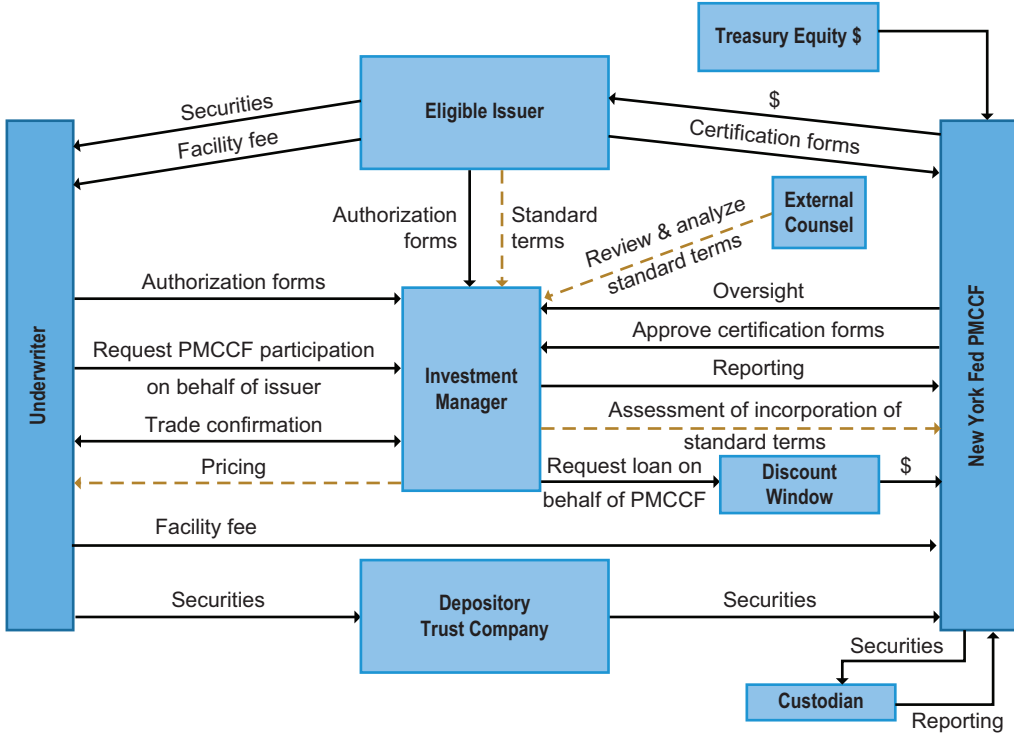 Treasury Equity $
Securities
Facility fee
Eligible Issuer
$
Certification forms
Authorization
forms
Standard
terms
Review & analyze
standard terms
External
Counsel
Underwriter
Authorization forms
Request PMCCF participation
on behalf of issuer
Trade confirmation
Pricing
Investment
Manager
Oversight
Approve certification forms
Reporting
Assessment of incorporation of
standard terms
Request loan on
behalf of PMCCF
Discount
Window
$
New York Fed PMCCF
Facility fee
Securities
Depository
Trust Company
Securities
Securities
Custodian
Reporting